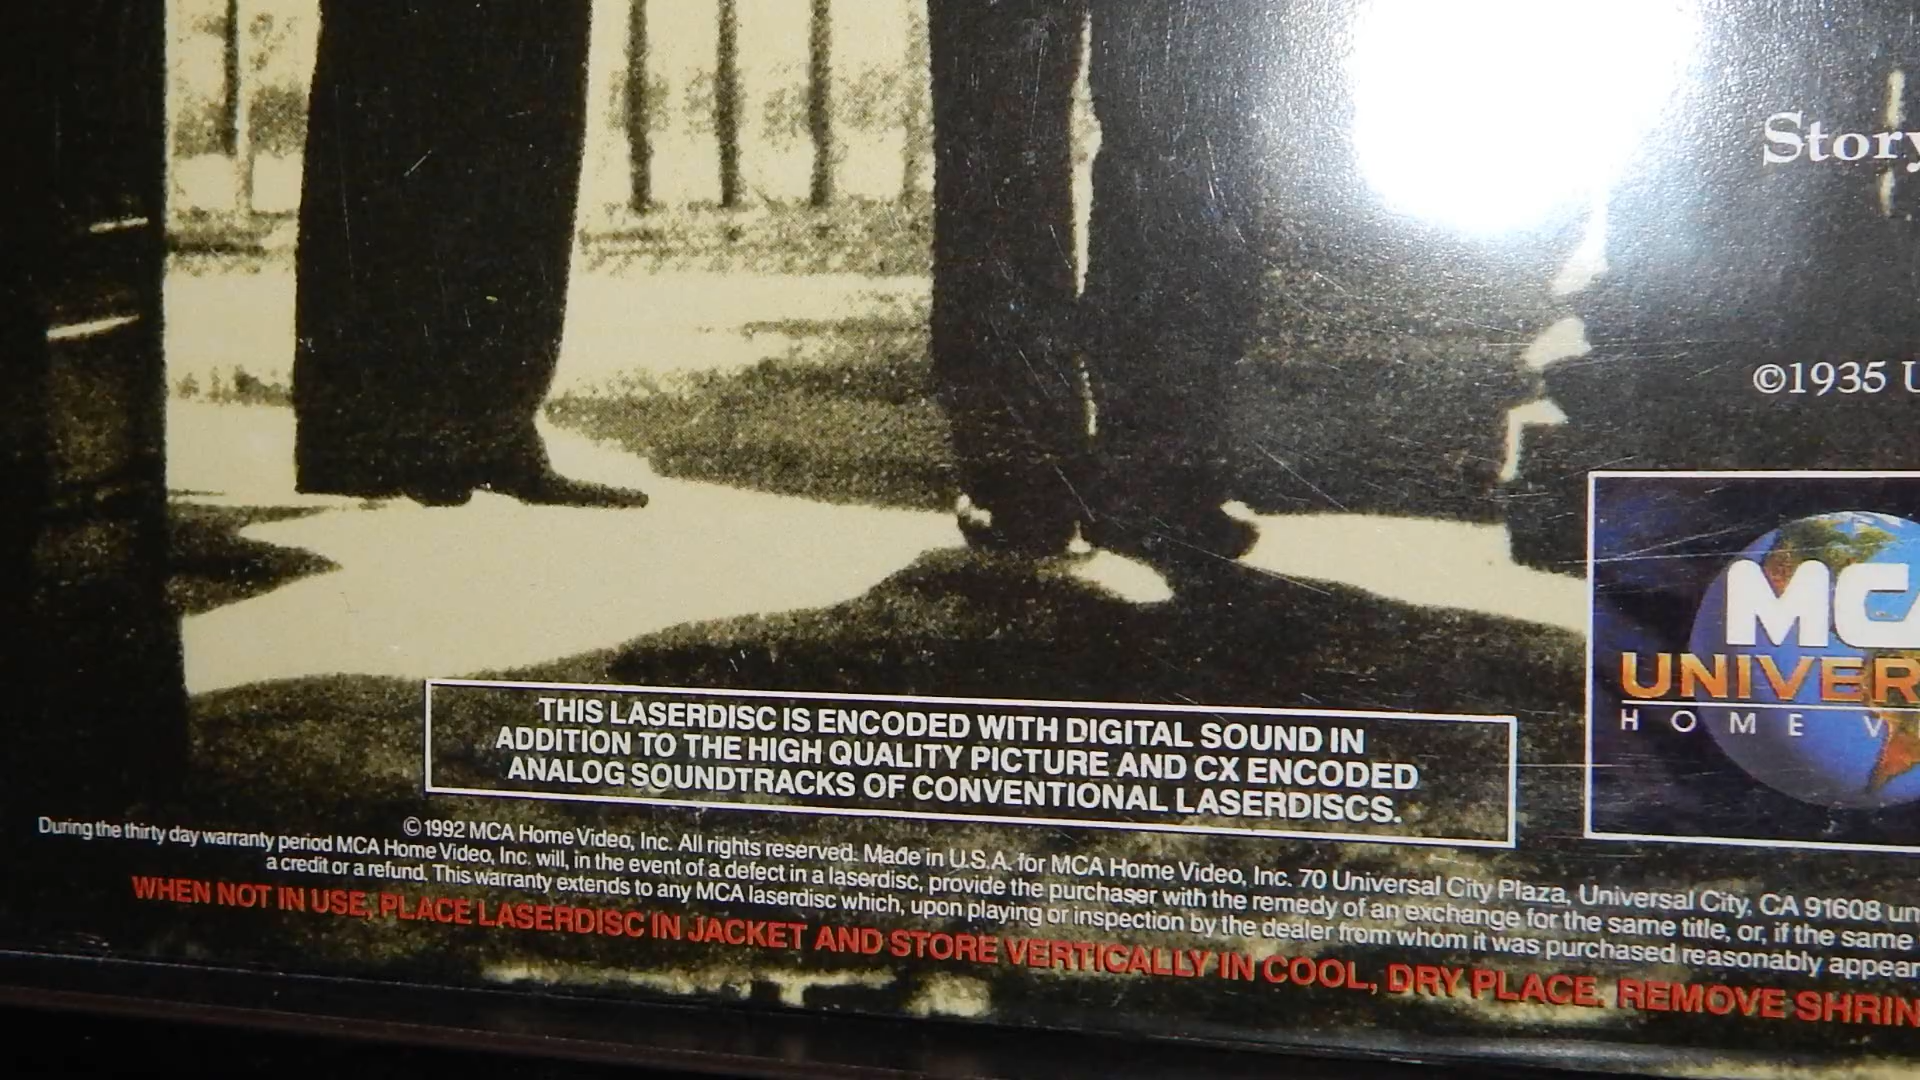 Story
©1935 U
MCA
UNIVER
HOME V
THIS LASERDISC IS ENCODED WITH DIGITAL SOUND IN
ADDITION TO THE HIGH QUALITY PICTURE AND CX ENCODED
ANALOG SOUNDTRACKS OF CONVENTIONAL LASERDISCS.
©1992 MCA Home Video, Inc. All rights reserved. Made in U.S.A. for MCA Home Video, Inc. 70 Universal City Plaza, Universal City, CA 91608 un
During the thirty day warranty period MCA Home Video, Inc. will, in the event of a defect in a laserdisc, provide the purchaser with the remedy of an exchange for the same title, or, if the same
a credit or a refund. This warranty extends to any MCA laserdisc which, upon playing or inspection by the dealer from whom it was purchased reasonably appear
WHEN NOT IN USE, PLACE LASERDISC IN JACKET AND STORE VERTICALLY IN COOL, DRY PLACE. REMOVE SHRIN